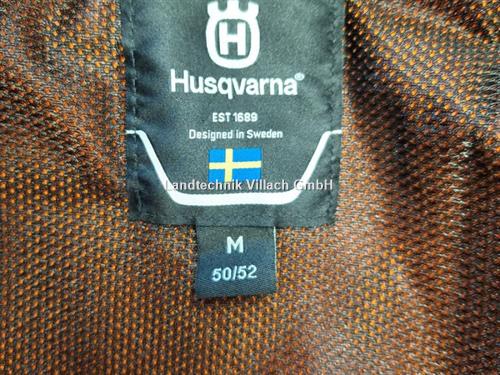 H
Husqvarna®
EST 1689
Designed in Sweden
Landtechnik Villach GmbH
M
50/52